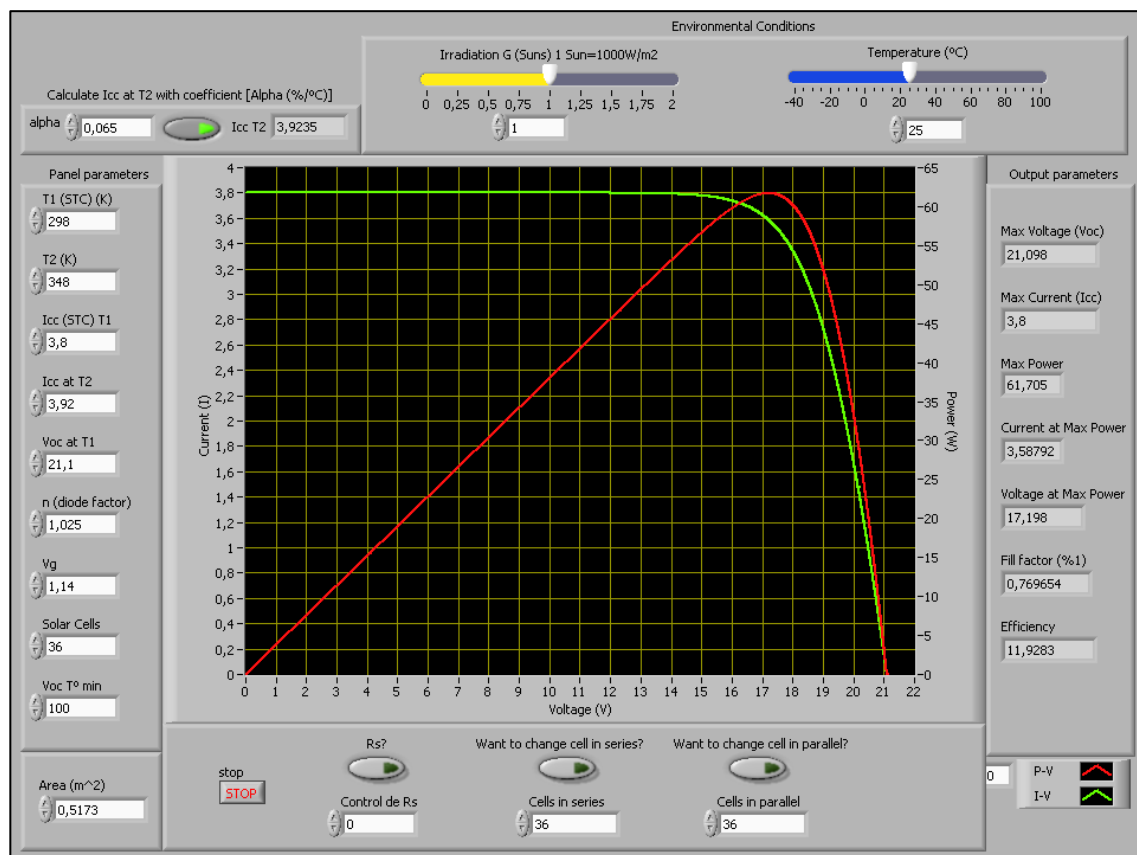 Environmental Conditions
Irradiation G (Suns) 1 Sun=1000W/m2
0 0,25 0,5 0,75 1 1,25 1,5 1,75 2
1
Temperature (ºC)
-40 -20 0 20 40 60 80 100
25
Calculate Icc at T2 with coefficient [Alpha (%/ºC)]
alpha 0,065 Icc T2 3,9235
Panel parameters
T1 (STC) (K)
298
T2 (K)
348
Icc (STC) T1
3,8
Icc at T2
3,92
Voc at T1
21,1
n (diode factor)
1,025
Vg
1,14
Solar Cells
36
Voc Tº min
100
Area (m^2)
0,5173
Current (I)
4
3,8
3,6
3,4
3,2
3
2,8
2,6
2,4
2,2
2
1,8
1,6
1,4
1,2
1
0,8
0,6
0,4
0,2
0
0 1 2 3 4 5 6 7 8 9 10 11 12 13 14 15 16 17 18 19 20 21 22
Voltage (V)
65
60
55
50
45
40
35
30
25
20
15
10
5
0
Power (W)
Output parameters
Max Voltage (Voc)
21,098
Max Current (Icc)
3,8
Max Power
61,705
Current at Max Power
3,58792
Voltage at Max Power
17,198
Fill factor (%1)
0,769654
Efficiency
11,9283
stop
STOP
Rs?
Control de Rs
0
Want to change cell in series?
Cells in series
36
Want to change cell in parallel?
Cells in parallel
36
0
P-V
I-V